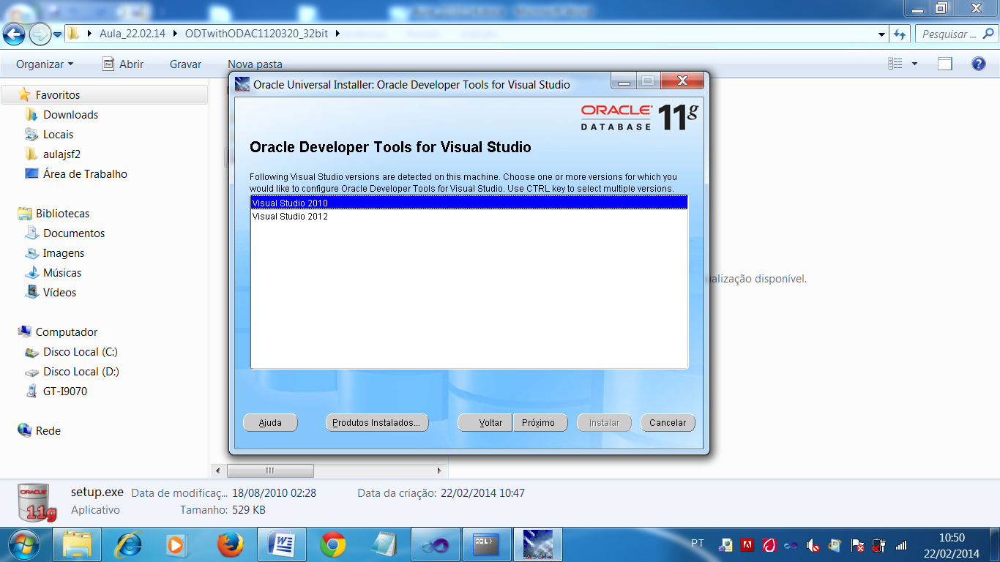 Aula_22.02.14
ODTwithODAC1120320_32bit
Pesquisar ...
Organizar
Abrir
Gravar
Nova pasta
Favoritos
Downloads
Locais
aulajsf2
Área de Trabalho
Bibliotecas
Documentos
Imagens
Músicas
Vídeos
Computador
Disco Local (C:)
Disco Local (D:)
GT-I9070
Rede
Oracle Universal Installer: Oracle Developer Tools for Visual Studio
ORACLE
DATABASE
11g
Oracle Developer Tools for Visual Studio
Following Visual Studio versions are detected on this machine. Choose one or more versions for which you
would like to configure Oracle Developer Tools for Visual Studio. Use CTRL key to select multiple versions.
Visual Studio 2010
Visual Studio 2012
Ajuda
Produtos Instalados...
Voltar
Próximo
Instalar
Cancelar
disponível.
ORACLE
11g
setup.exe
Data de modificaç... 18/08/2010 02:28
Data da criação: 22/02/2014 10:47
Aplicativo
Tamanho: 529 KB
SQL>
PT
10:50
22/02/2014